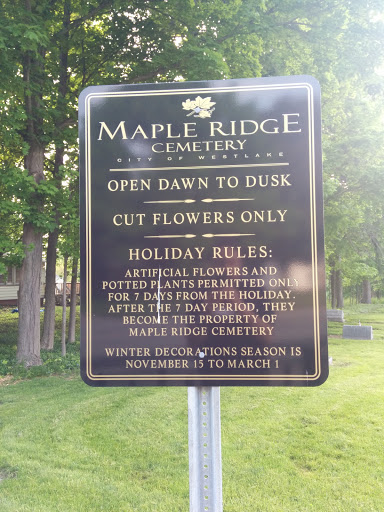 MAPLE RIDGE
CEMETERY
CITY OF WESTLAKE
OPEN DAWN TO DUSK
CUT FLOWERS ONLY
HOLIDAY RULES:
ARTIFICIAL FLOWERS AND
POTTED PLANTS PERMITTED ONLY
FOR 7 DAYS FROM THE HOLIDAY.
AFTER THE 7 DAY PERIOD, THEY
BECOME THE PROPERTY OF
MAPLE RIDGE CEMETERY
WINTER DECORATIONS SEASON IS
NOVEMBER 15 TO MARCH 1